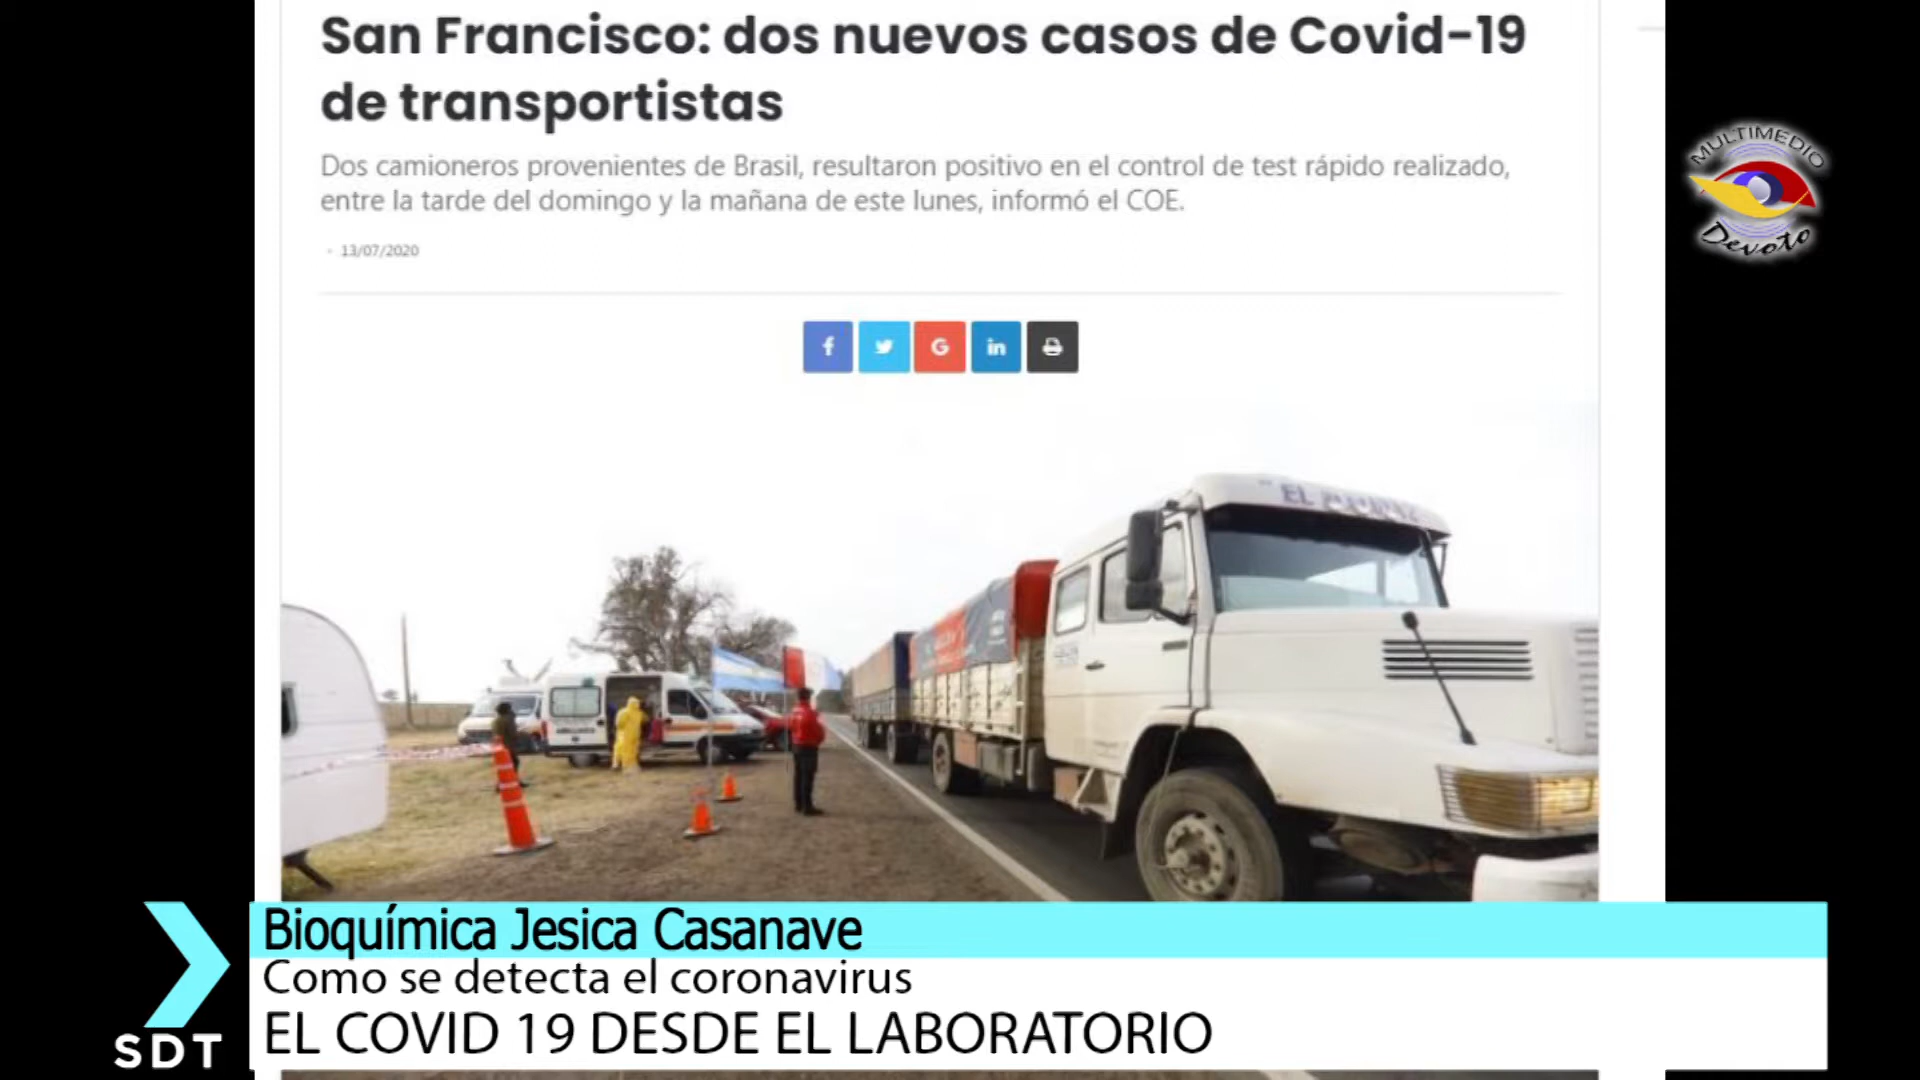 San Francisco: dos nuevos casos de Covid-19
de transportistas
Dos camioneros provenientes de Brasil, resultaron positivo en el control de test rápido realizado,
entre la tarde del domingo y la mañana de este lunes, informó el COE.
- 13/07/2020
MULTIMEDIO
Devoto
f
G
in
EL
Bioquímica Jesica Casanave
Como se detecta el coronavirus
EL COVID 19 DESDE EL LABORATORIO
SDT